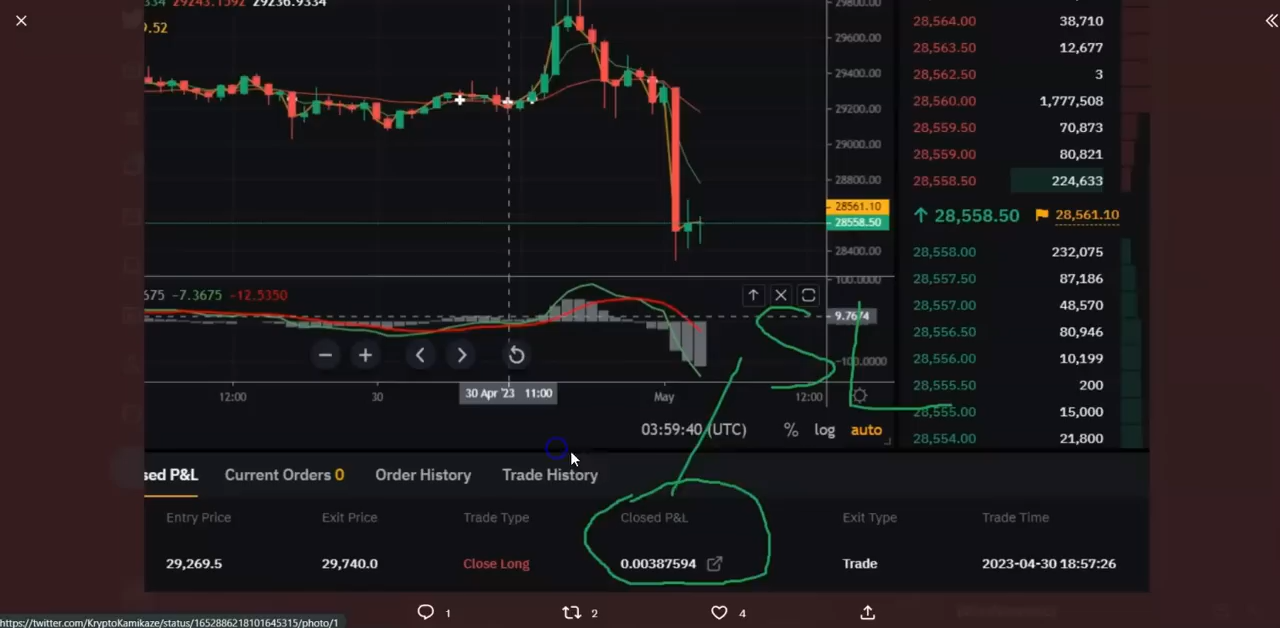 334 29243.1592 29236.9334
9.52
29800.00
29600.00
29400.00
29200.00
29000.00
28800.00
28561.10
28558.50
28400.00
28,564.00 38,710
28,563.50 12,677
28,562.50 3
28,560.00 1,777,508
28,559.50 70,873
28,559.00 80,821
28,558.50 224,633
↑ 28,558.50 28,561.10
28,558.00 232,075
28,557.50 87,186
28,557.00 48,570
28,556.50 80,946
28,556.00 10,199
28,555.50 200
28,555.00 15,000
28,554.00 21,800
675 −7.3675 −12.5350
100.0000
9.7674
−100.0000
SL
12:00 30 30 Apr '23 11:00 May 12:00
03:59:40 (UTC) % log auto
sed P&L Current Orders 0 Order History Trade History
Entry Price Exit Price Trade Type Closed P&L Exit Type Trade Time
29,269.5 29,740.0 Close Long 0.00387594 Trade 2023-04-30 18:57:26
1 2 4
https://twitter.com/KryptoKamikaze/status/1652886218101645315/photo/1